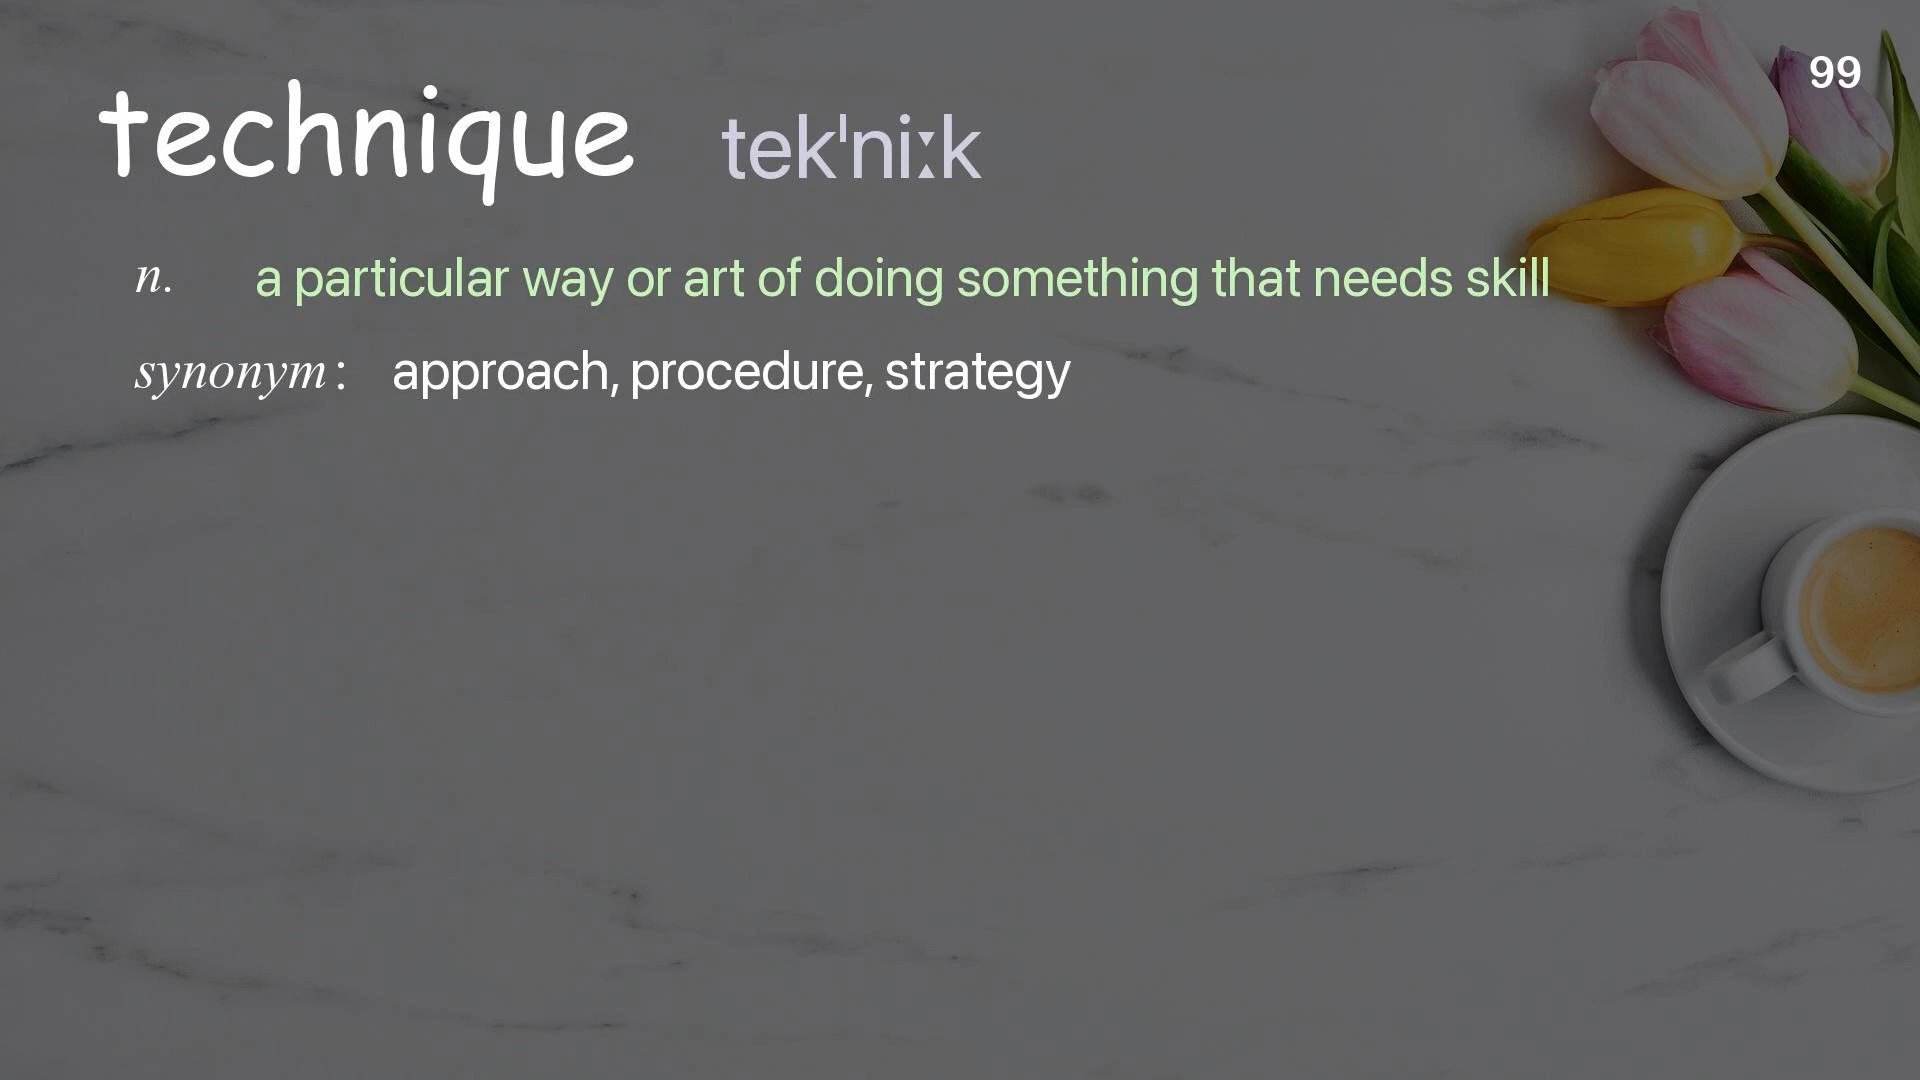 99
technique tekˈniːk
n. a particular way or art of doing something that needs skill
synonym : approach, procedure, strategy